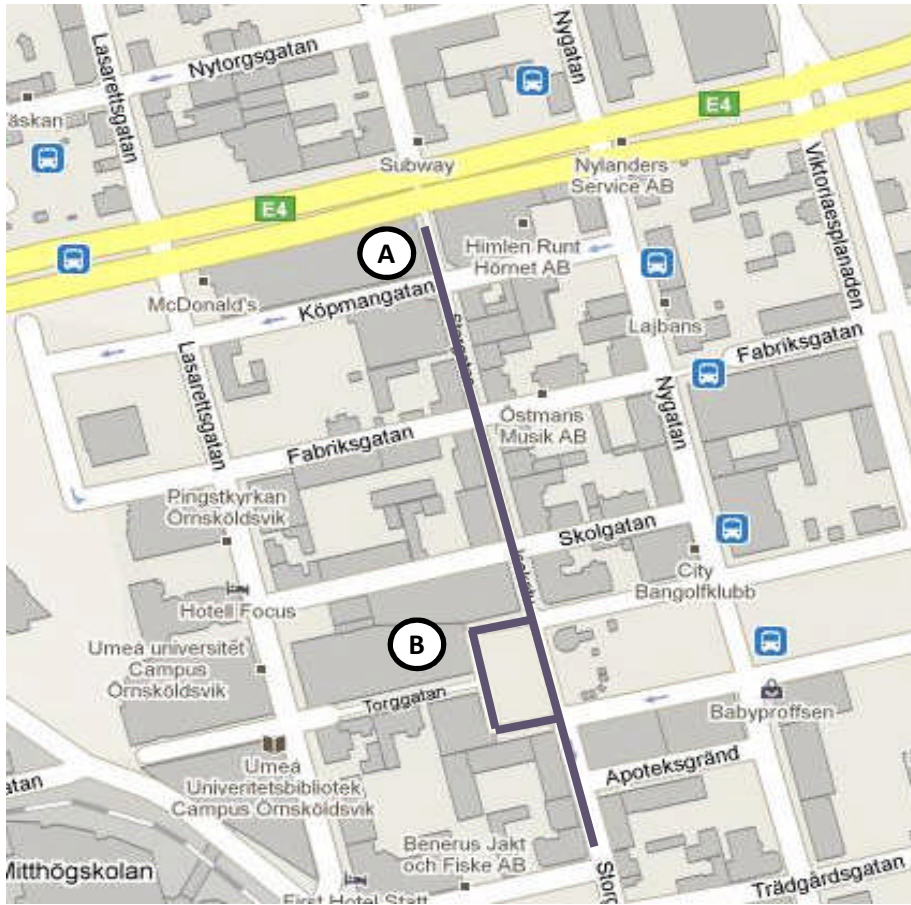 Lasarettsgatan
Nytorgsgatan
Nygatan
äskan
E4
Subway
Nylanders
Service AB
Viktoriaesplanaden
E4
A
Himlen Runt
Hörnet AB
McDonald's
Köpmangatan
Lajbans
Lasarettsgatan
Fabriksgatan
Nygatan
Östmans
Musik AB
Fabriksgatan
Pingstkyrkan
Örnsköldsvik
Skolgatan
City
Bangolfklubb
Hotell Focus
B
Umeå universitet
Campus
Örnsköldsvik
Torggatan
Babyproffsen
Apoteksgränd
Umeå
Univeritetsbibliotek,
Campus Örnsköldsvik
atan
Benerus Jakt
och Fiske AB
Mitthögskolan
First Hotel Statt
Storg
Trädgårdsgatan